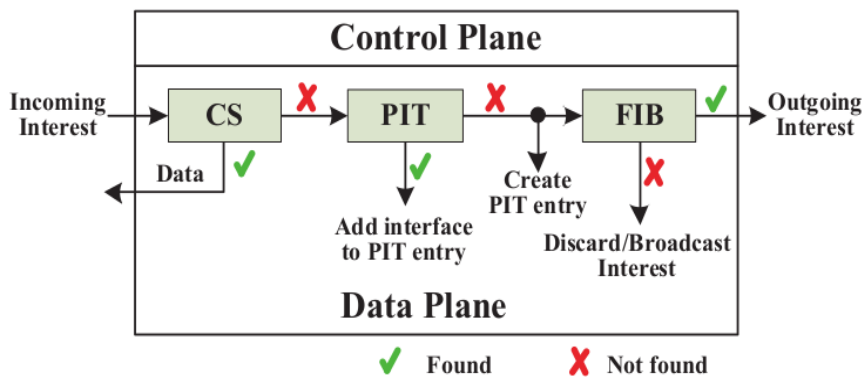 Control Plane
Incoming
Interest
CS
PIT
FIB
Outgoing
Interest
Data
Create
PIT entry
Add interface
to PIT entry
Discard/Broadcast
Interest
Data Plane
Found
Not found